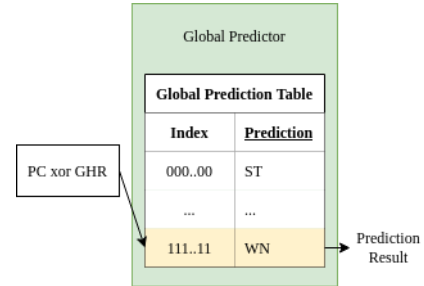 Global Predictor
Global Prediction Table
Index Prediction
PC xor GHR
000..00 ST
... ...
111..11 WN
Prediction
Result